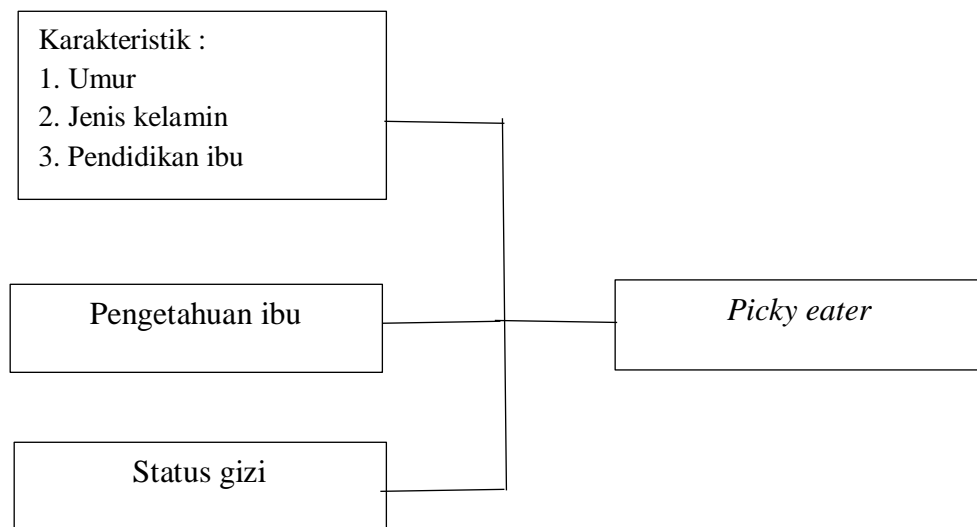 Karakteristik :
1. Umur
2. Jenis kelamin
3. Pendidikan ibu
Pengetahuan ibu
Picky eater
Status gizi